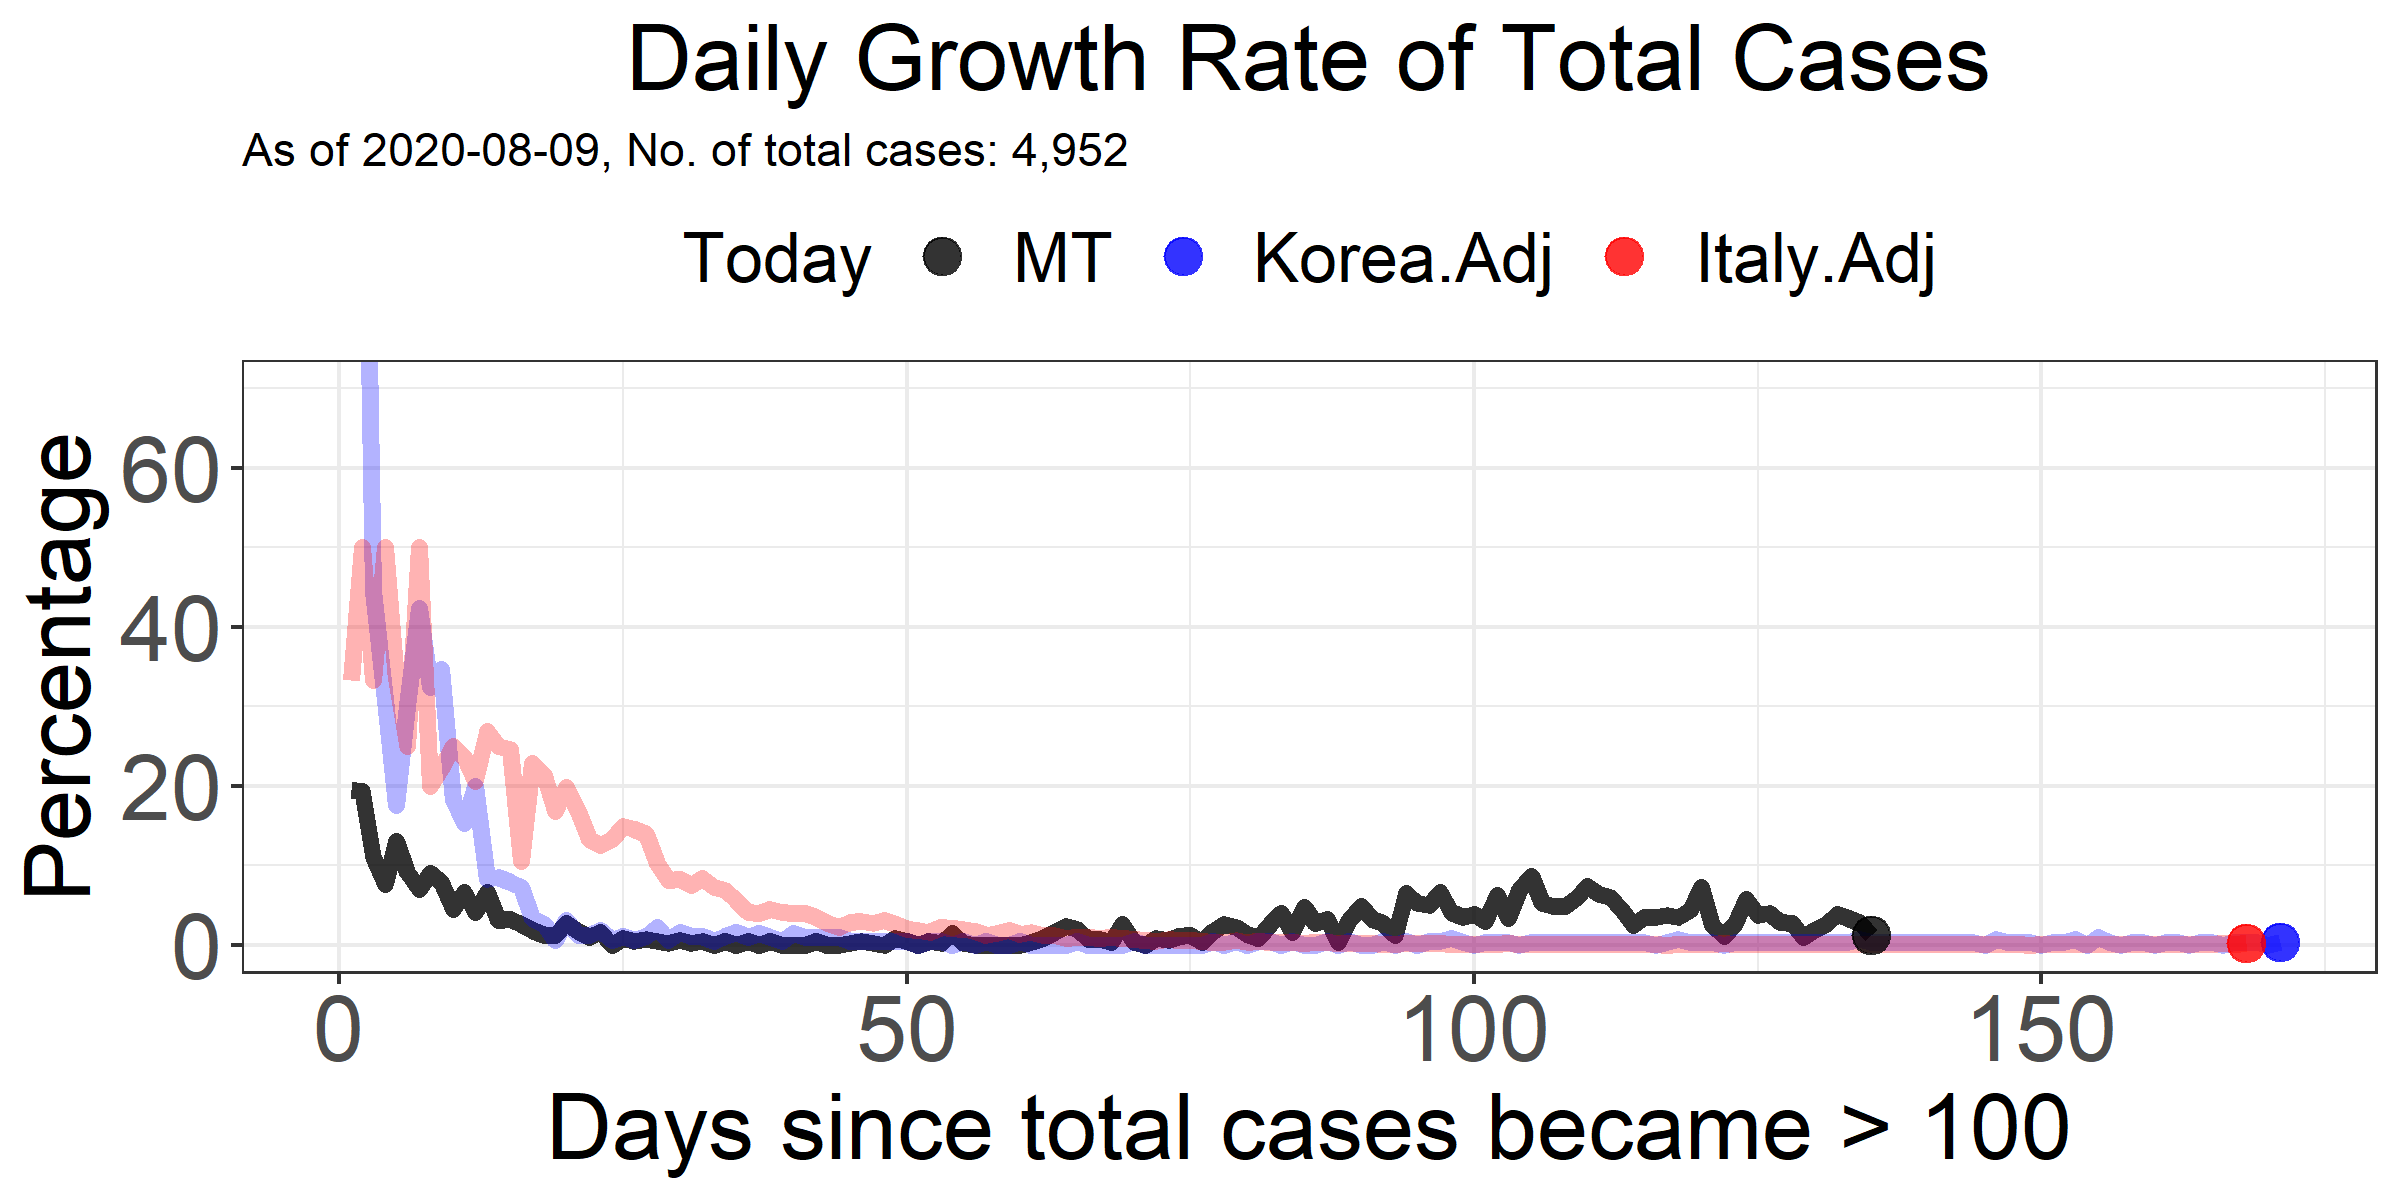 Daily Growth Rate of Total Cases
As of 2020-08-09, No. of total cases: 4,952
Today MT Korea.Adj Italy.Adj
Percentage
60
40
20
0
0 50 100 150
Days since total cases became > 100